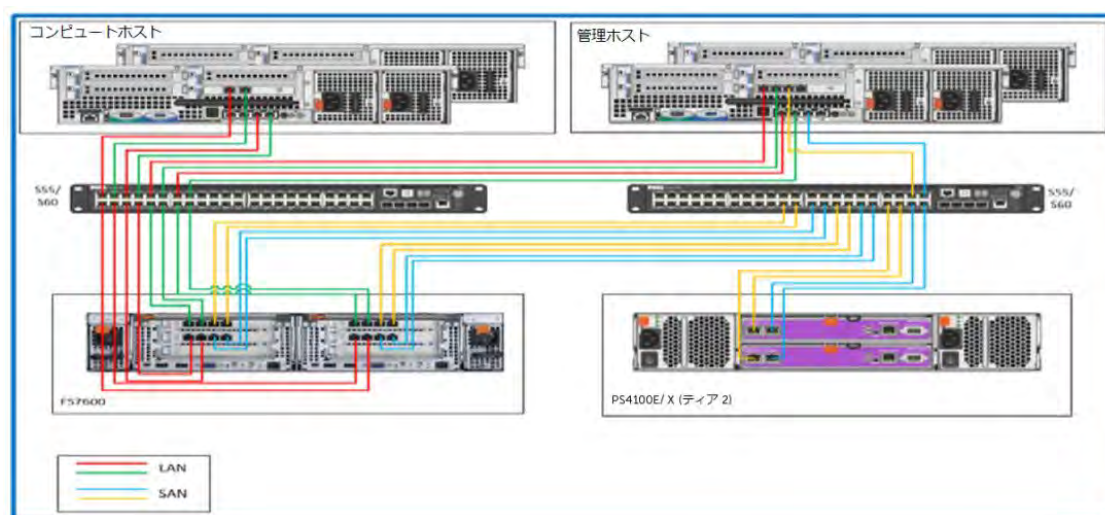 コンピュートホスト
管理ホスト
S55/
S60
S55/
S60
FS7600
PS4100E/X (ティア 2)
LAN
SAN